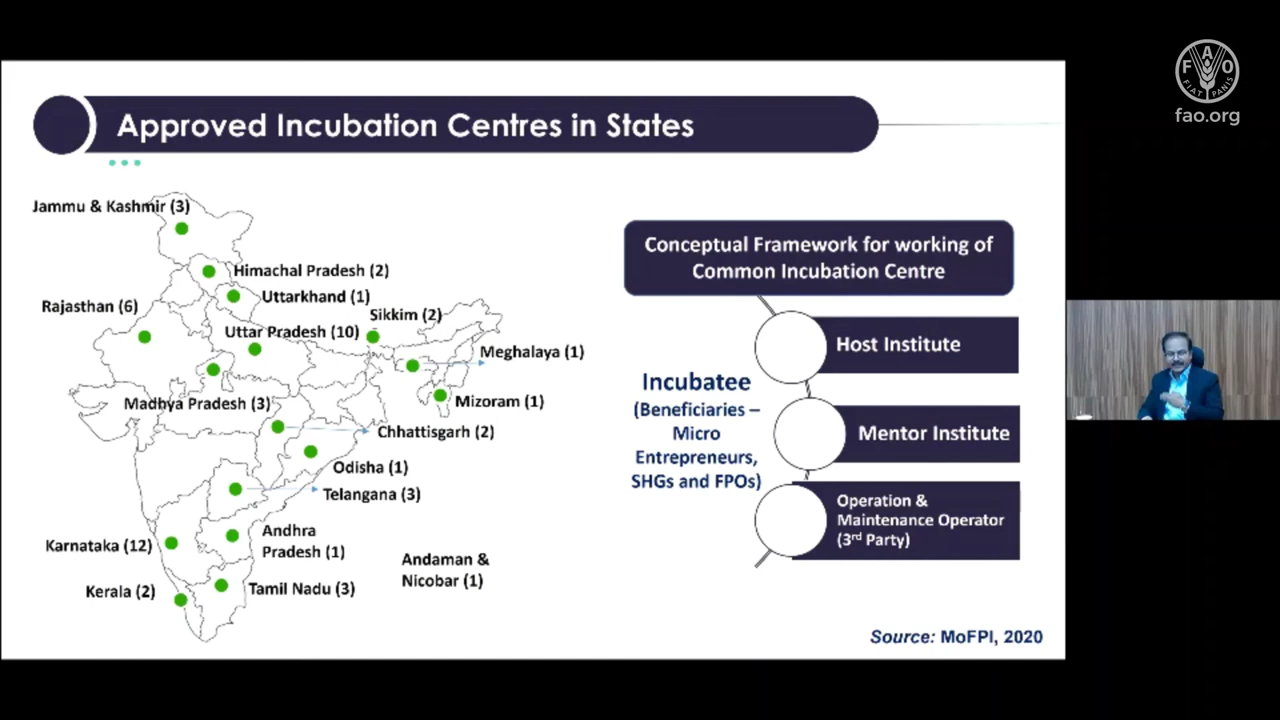 FAO
FIAT PANIS
fao.org
Approved Incubation Centres in States
Jammu & Kashmir (3)
Himachal Pradesh (2)
Uttarkhand (1)
Rajasthan (6)
Sikkim (2)
Uttar Pradesh (10)
Meghalaya (1)
Madhya Pradesh (3)
Mizoram (1)
Chhattisgarh (2)
Odisha (1)
Telangana (3)
Andhra
Pradesh (1)
Karnataka (12)
Andaman &
Nicobar (1)
Kerala (2)
Tamil Nadu (3)
Conceptual Framework for working of
Common Incubation Centre
Incubatee
(Beneficiaries –
Micro
Entrepreneurs,
SHGs and FPOs)
Host Institute
Mentor Institute
Operation &
Maintenance Operator
(3rd Party)
Source: MoFPI, 2020